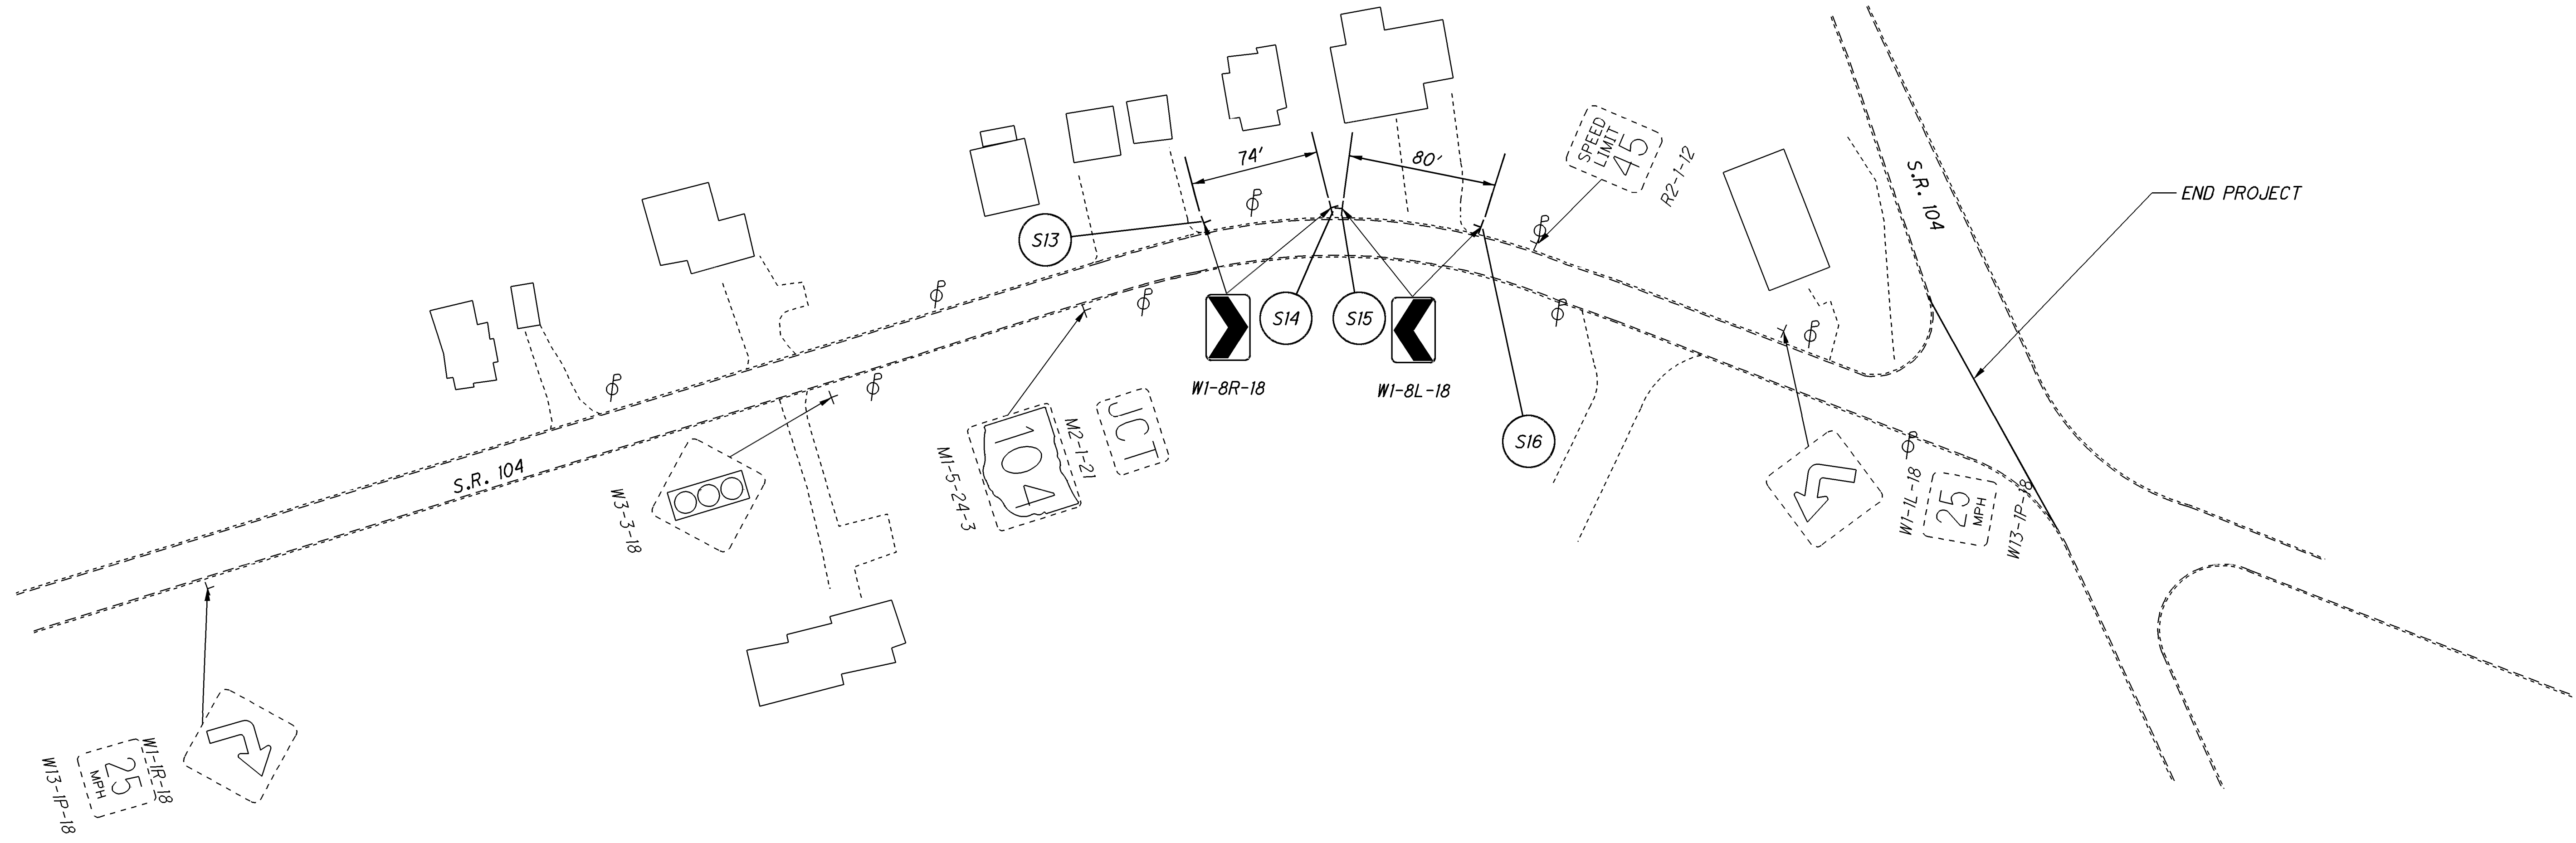 74'
80'
SPEED
LIMIT
45
R2-1-12
S.R. 104
END PROJECT
S13
S14
S15
W1-8R-18
W1-8L-18
S16
S.R. 104
W3-3-18
M1-5-24-3
104
M2-1-21
JCT
W1-1L-18
25
MPH
W13-1P-18
W13-1P-18
25
MPH
W1-1R-18